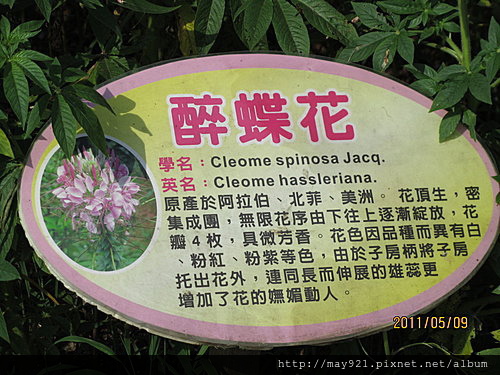 醉蝶花
學名：Cleome spinosa Jacq.
英名：Cleome hassleriana.
原產於阿拉伯、北菲、美洲。花頂生，密
集成團，無限花序由下往上逐漸綻放，花
瓣4枚，具微芳香。花色因品種而異有白
、粉紅、粉紫等色，由於子房柄將子房
托出花外，連同長而伸展的雄蕊更
增加了花的嫵媚動人。
2011/05/09
http://may921.pixnet.net/album